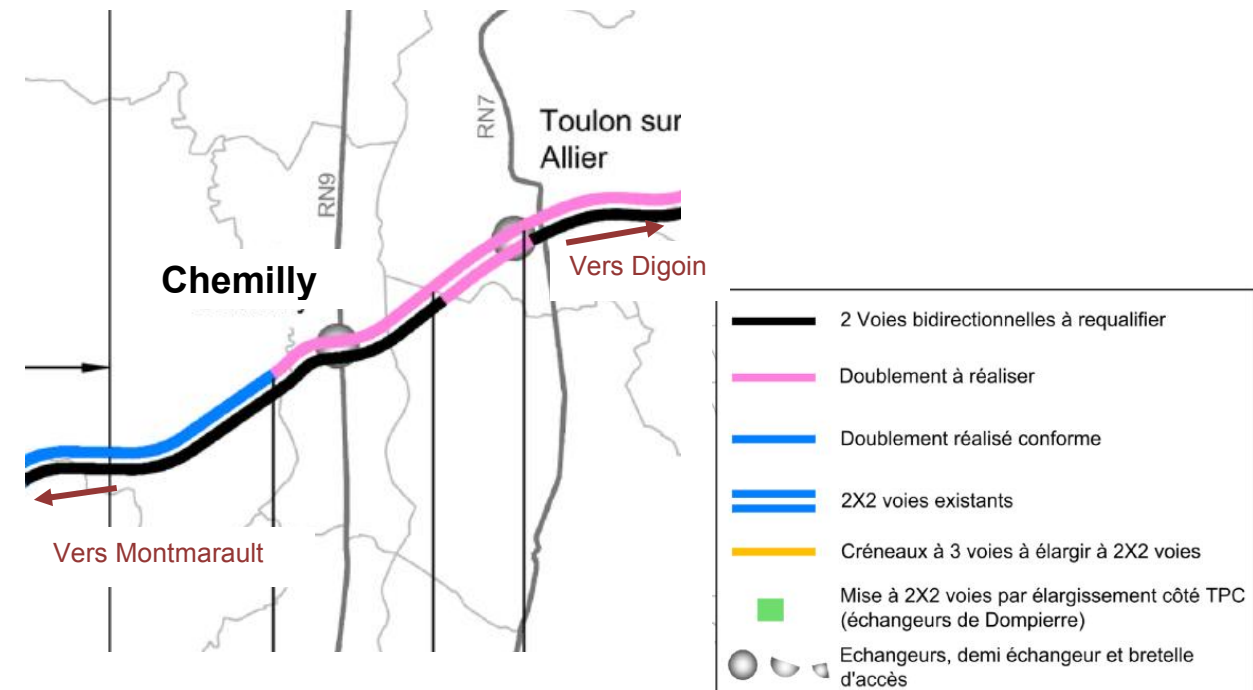 RN7
Toulon sur
Allier
RN9
Vers Digoin
Chemilly
Vers Montmarault
2 Voies bidirectionnelles à requalifier
Doublement à réaliser
Doublement réalisé conforme
2X2 voies existants
Créneaux à 3 voies à élargir à 2X2 voies
Mise à 2X2 voies par élargissement côté TPC
(échangeurs de Dompierre)
Echangeurs, demi échangeur et bretelle
d'accès